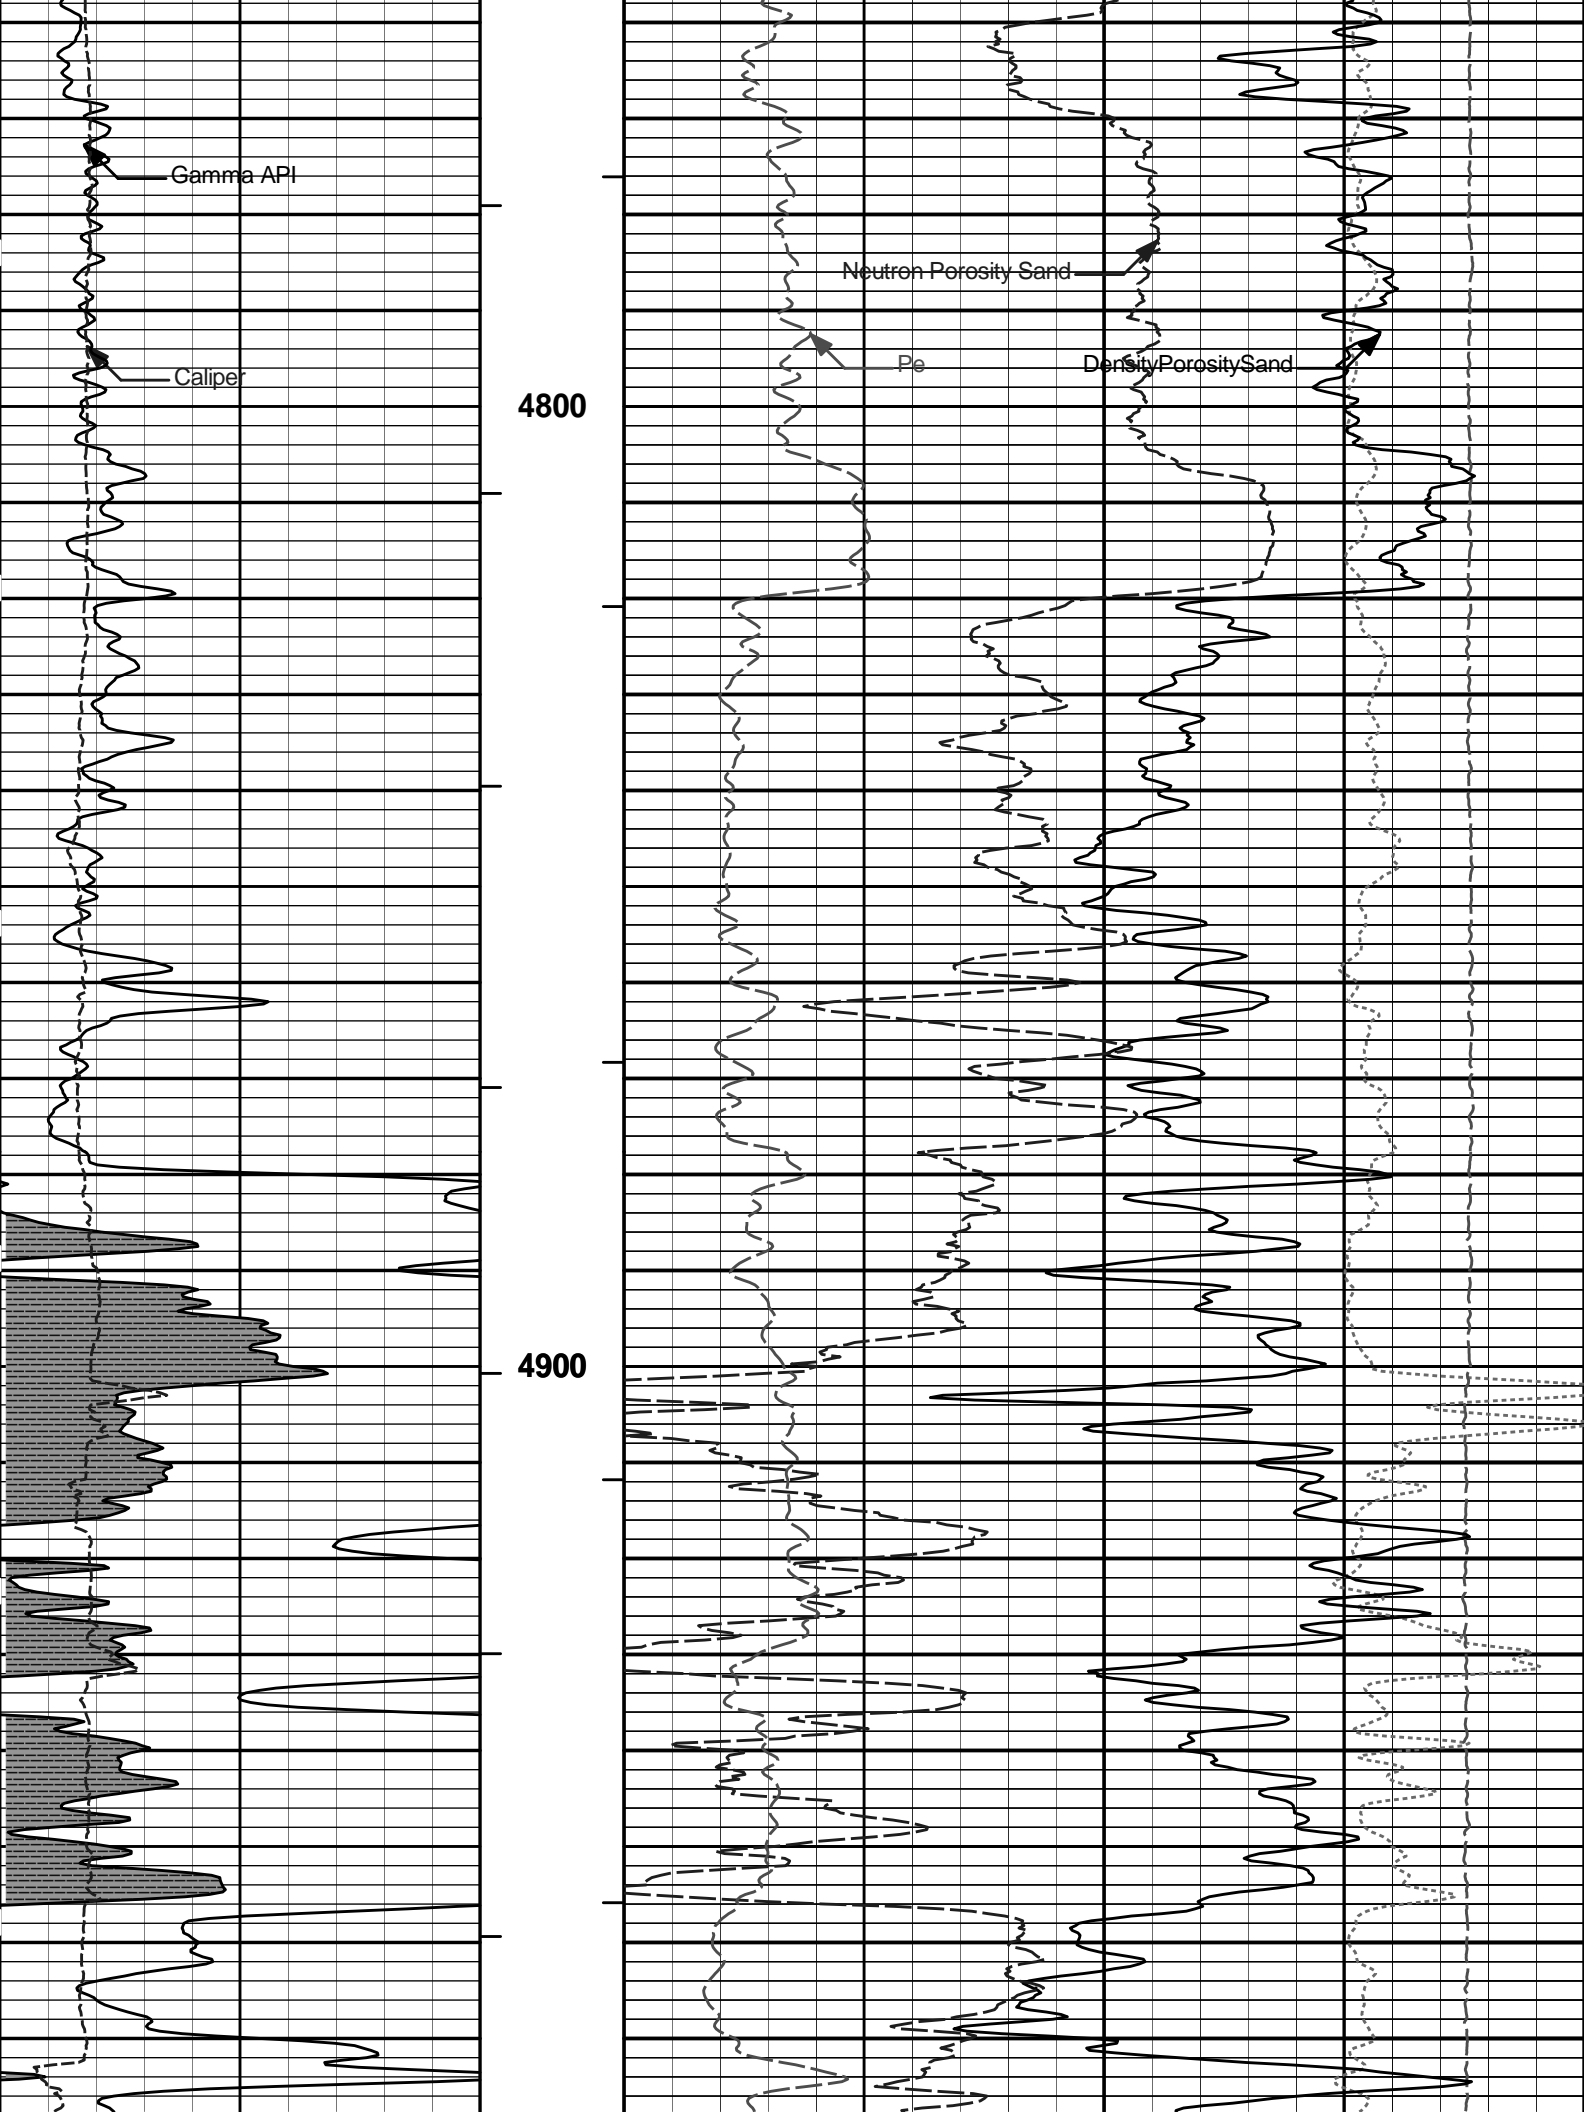 Gamma API
Neutron Porosity Sand
Pe
DensityPorositySand
Caliper
4800
4900